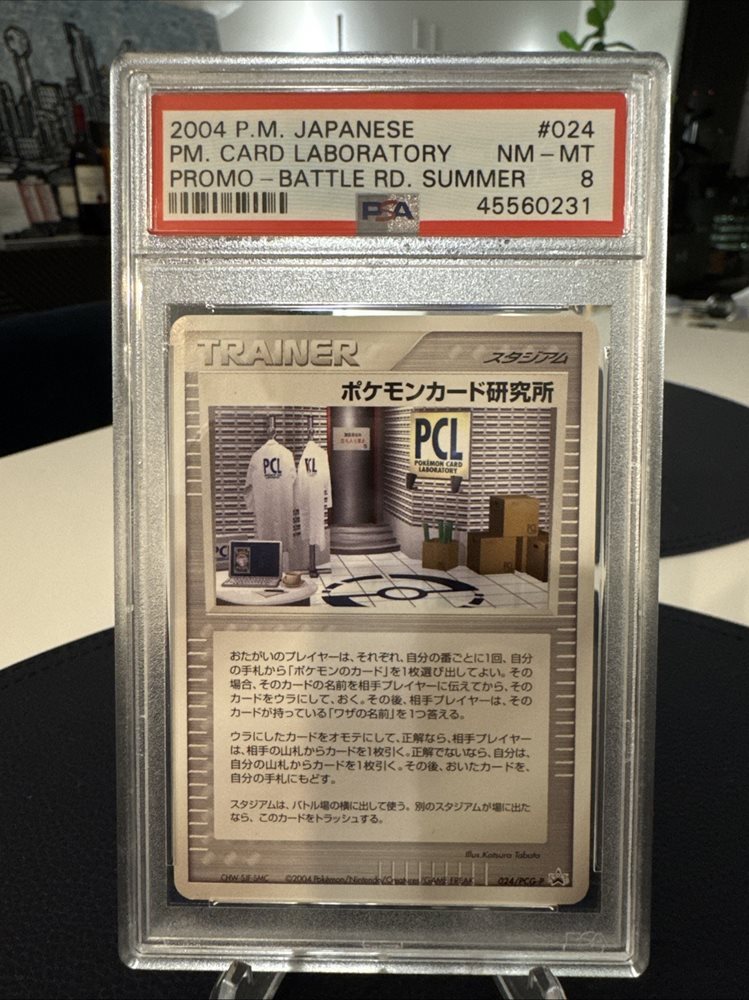 2004 P.M. JAPANESE #024
PM. CARD LABORATORY NM-MT
PROMO-BATTLE RD. SUMMER 8
PSA 45560231
TRAINER スタジアム
ポケモンカード研究所
PCL
POKÉMON CARD
LABORATORY
PCL
おたがいのプレイヤーは、それぞれ、自分の番ごとに1回、自分
の手札から「ポケモンのカード」を1枚選び出してよい。その
場合、そのカードの名前を相手プレイヤーに伝えてから、その
カードをウラにして、おく。その後、相手プレイヤーは、その
カードが持っている「ワザの名前」を1つ答える。
ウラにしたカードをオモテにして、正解なら、相手プレイヤー
は、相手の山札からカードを1枚引く。正解でないなら、自分は、
自分の山札からカードを1枚引く。その後、おいたカードを、
自分の手札にもどす。
スタジアムは、バトル場の横に出して使う。別のスタジアムが場に出た
なら、このカードをトラッシュする。
Illus. Katsura Tabata
©2004 Pokémon/Nintendo/Creatures/GAME FREAK 024/PCG-P